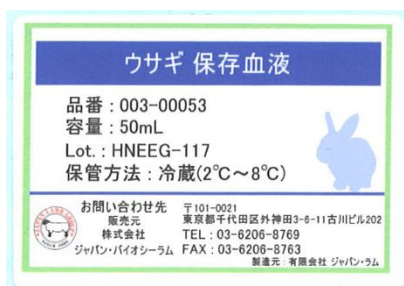 ウサギ 保存血液
品番：003-00053
容量：50mL
Lot.：HNEEG-117
保管方法：冷蔵(2℃～8℃)
お問い合わせ先
販売元
株式会社
ジャパン・バイオシーラム
〒101-0021
東京都千代田区外神田3-6-11古川ビル202
TEL：03-6206-8769
FAX：03-6206-8763
製造元：有限会社 ジャパン・ラム